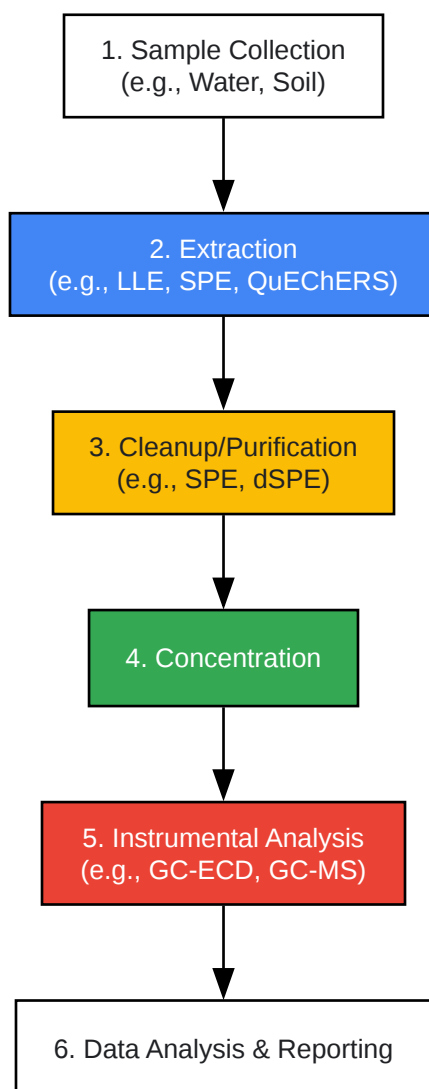 1. Sample Collection
(e.g., Water, Soil)
2. Extraction
(e.g., LLE, SPE, QuEChERS)
3. Cleanup/Purification
(e.g., SPE, dSPE)
4. Concentration
5. Instrumental Analysis
(e.g., GC-ECD, GC-MS)
6. Data Analysis & Reporting